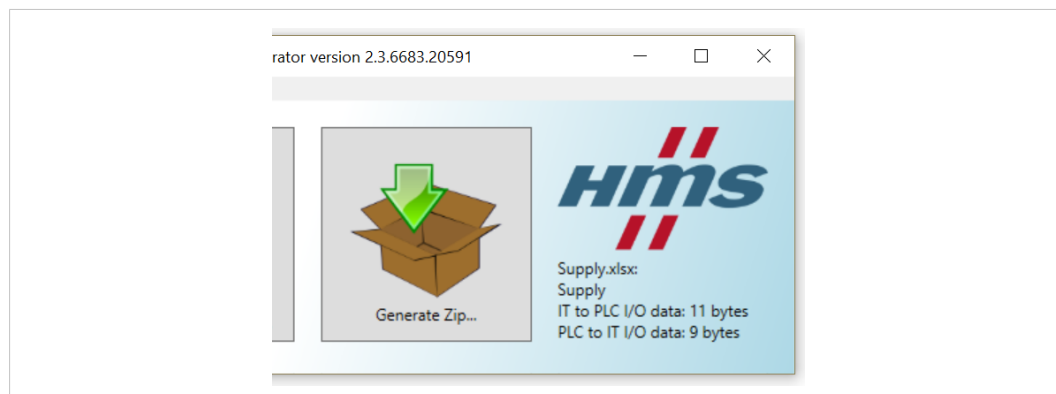 rator version 2.3.6683.20591
HMS
Generate Zip...
Supply.xlsx:
Supply
IT to PLC I/O data: 11 bytes
PLC to IT I/O data: 9 bytes